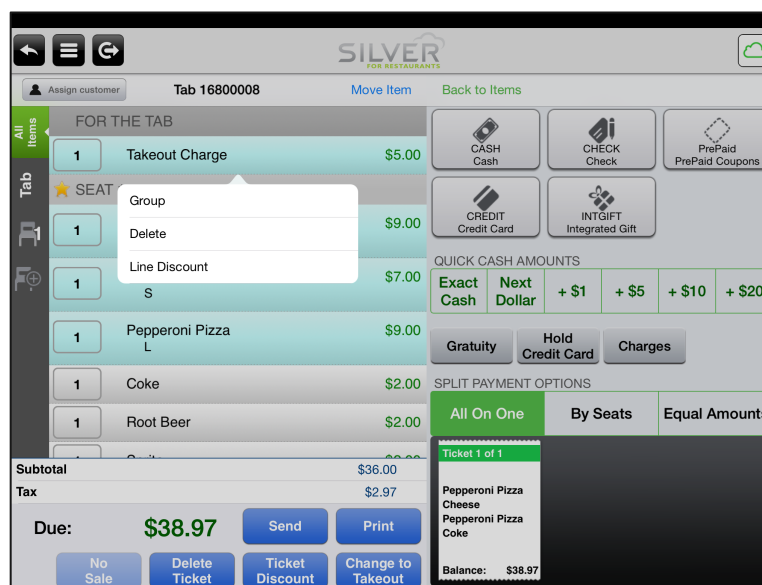 SILVER
FOR RESTAURANTS
Assign customer
Tab 16800008
Move Item
Back to Items
All Items
Tab
1
FOR THE TAB
1 Takeout Charge $5.00
SEAT
Group
Delete
Line Discount
1 $9.00
1 $7.00
S
1 Pepperoni Pizza $9.00
L
1 Coke $2.00
1 Root Beer $2.00
Subtotal $36.00
Tax $2.97
Due: $38.97
Send
Print
No Sale
Delete Ticket
Ticket Discount
Change to Takeout
CASH
Cash
CHECK
Check
PrePaid
PrePaid Coupons
CREDIT
Credit Card
INTGIFT
Integrated Gift
QUICK CASH AMOUNTS
Exact Cash
Next Dollar
+ $1
+ $5
+ $10
+ $20
Gratuity
Hold Credit Card
Charges
SPLIT PAYMENT OPTIONS
All On One
By Seats
Equal Amounts
Ticket 1 of 1
Pepperoni Pizza
Cheese
Pepperoni Pizza
Coke
Balance: $38.97